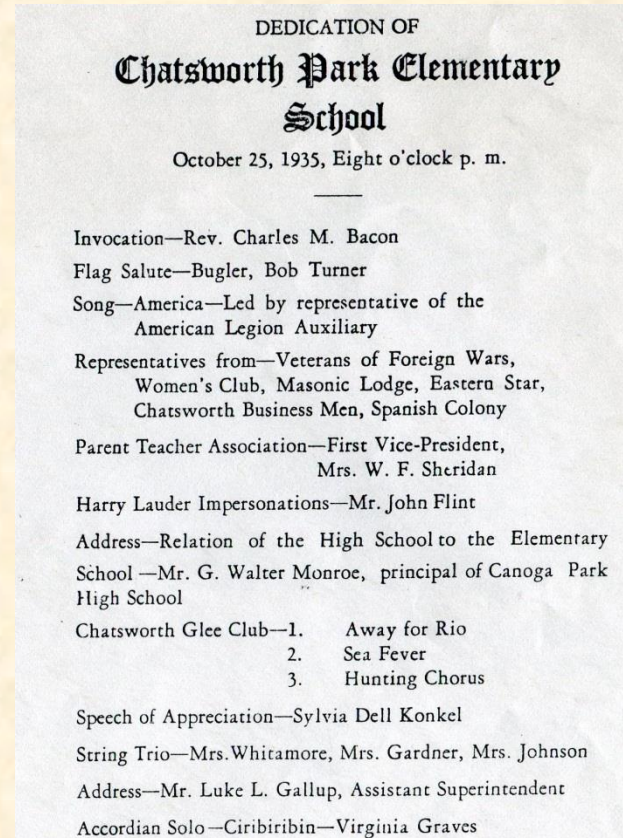 DEDICATION OF
Chatsworth Park Elementary
School
October 25, 1935, Eight o'clock p. m.
Invocation—Rev. Charles M. Bacon
Flag Salute—Bugler, Bob Turner
Song—America—Led by representative of the
American Legion Auxiliary
Representatives from—Veterans of Foreign Wars,
Women's Club, Masonic Lodge, Eastern Star,
Chatsworth Business Men, Spanish Colony
Parent Teacher Association—First Vice-President,
Mrs. W. F. Sheridan
Harry Lauder Impersonations—Mr. John Flint
Address—Relation of the High School to the Elementary
School—Mr. G. Walter Monroe, principal of Canoga Park
High School
Chatsworth Glee Club—1. Away for Rio
2. Sea Fever
3. Hunting Chorus
Speech of Appreciation—Sylvia Dell Konkel
String Trio—Mrs. Whitamore, Mrs. Gardner, Mrs. Johnson
Address—Mr. Luke L. Gallup, Assistant Superintendent
Accordian Solo—Ciribiribin—Virginia Graves